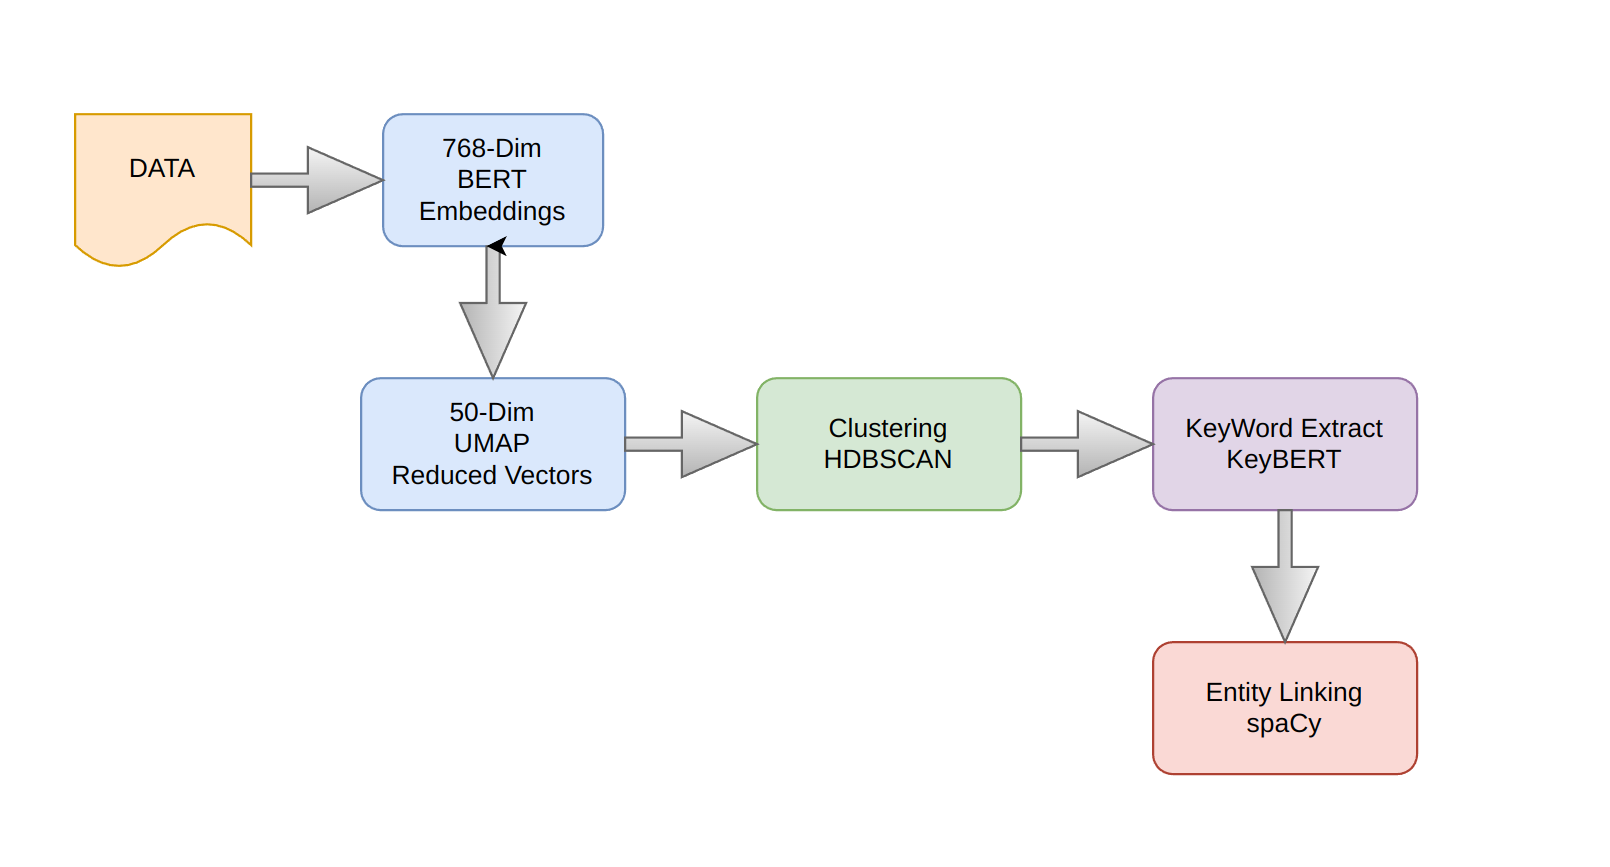 DATA
768-Dim
BERT
Embeddings
50-Dim
UMAP
Reduced Vectors
Clustering
HDBSCAN
KeyWord Extract
KeyBERT
Entity Linking
spaCy